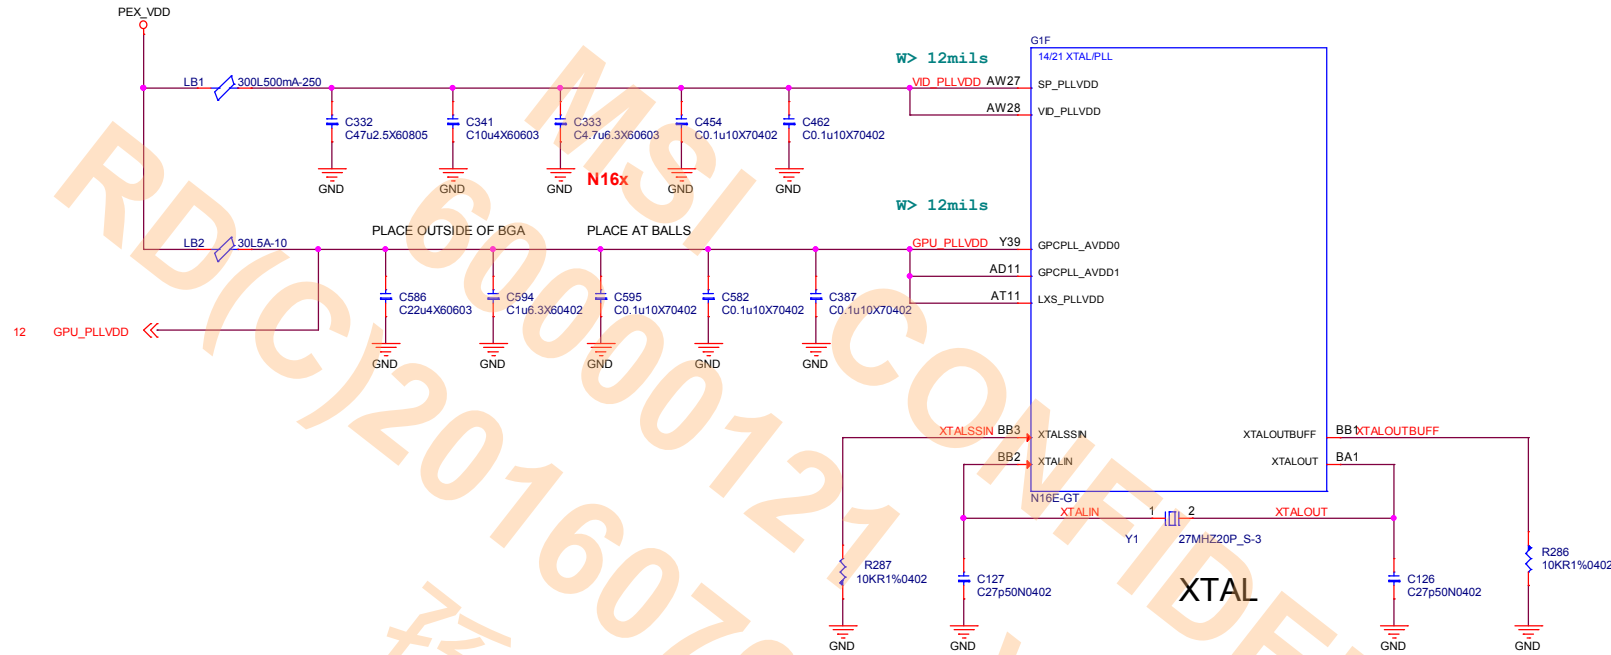 PEX_VDD
G1F
14/21 XTAL/PLL
W> 12mils
LB1 300L500mA-250
VID_PLLVDD AW27 SP_PLLVDD
AW28 VID_PLLVDD
C332 C341 C333 C454 C462
C47u2.5X60805 C10u4X60603 C4.7u6.3X60603 C0.1u10X70402 C0.1u10X70402
GND GND GND GND GND
N16x
W> 12mils
PLACE OUTSIDE OF BGA PLACE AT BALLS
LB2 30L5A-10
GPU_PLLVDD Y39 GPCPLL_AVDD0
AD11 GPCPLL_AVDD1
AT11 LXS_PLLVDD
C586 C594 C595 C582 C387
C22u4X60603 C1u6.3X60402 C0.1u10X70402 C0.1u10X70402 C0.1u10X70402
12 GPU_PLLVDD
GND GND GND GND GND
XTALSSIN BB3 XTALSSIN XTALOUTBUFF BB1 XTALOUTBUFF
BB2 XTALIN XTALOUT BA1
N16E-GT
XTALIN 1 2 XTALOUT
Y1 27MHZ20P_S-3
R287 10KR1%0402
C127 C27p50N0402
XTAL
C126 C27p50N0402
R286 10KR1%0402
GND GND GND GND
MSI CONFIDE
60000121
RD(C)2016070